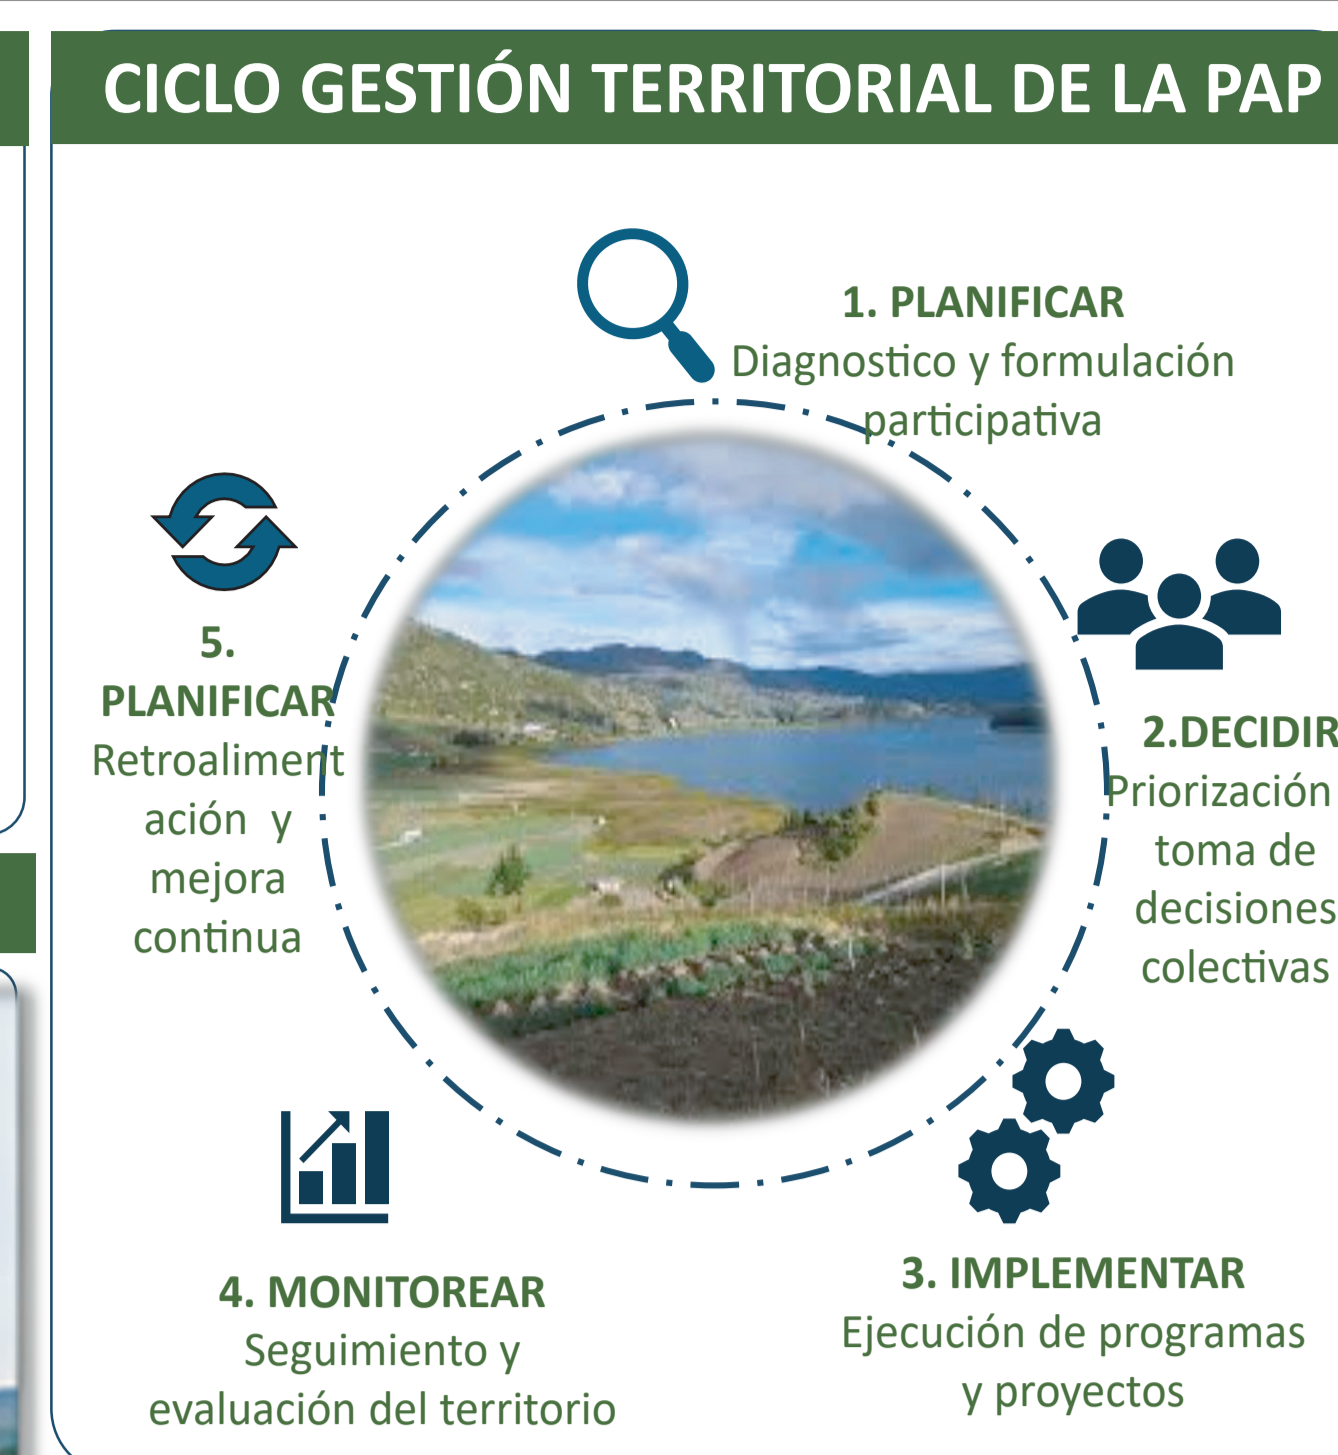 CICLO GESTIÓN TERRITORIAL DE LA PAP
1. PLANIFICAR
Diagnostico y formulación
participativa
2.DECIDIR
Priorización
toma de
decisiones
colectivas
3. IMPLEMENTAR
Ejecución de programas
y proyectos
4. MONITOREAR
Seguimiento y
evaluación del territorio
5.
PLANIFICAR
Retroaliment
ación y
mejora
continua